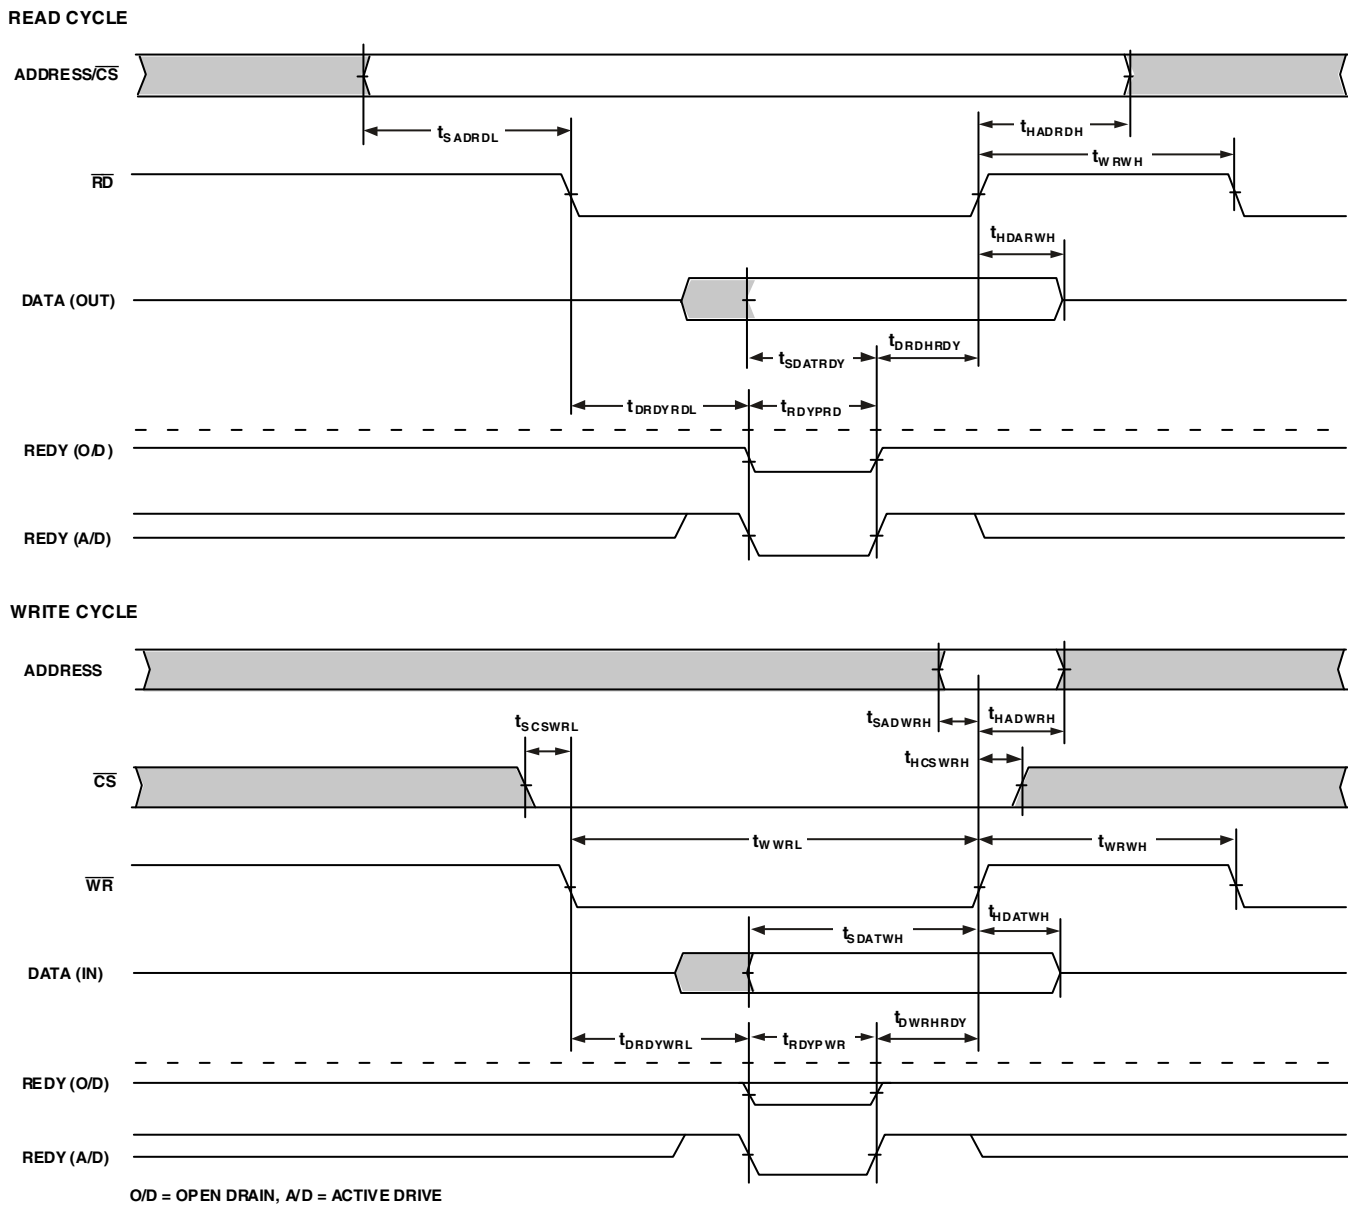 READ CYCLE
ADDRESS/CS
tSADRDL
tHADRDH
tWRWH
RD
tHDARWH
DATA (OUT)
tSDATRDY
tDRDHRDY
tDRDYRDL
tRDYPRD
REDY (O/D)
REDY (A/D)
WRITE CYCLE
ADDRESS
tSCSWRL
tSADWRH
tHADWRH
tHCSWRH
CS
tWWRL
tWRWH
WR
tHDATWH
tSDATWH
DATA (IN)
tDWRHRDY
tDRDYWRL
tRDYPWR
REDY (O/D)
REDY (A/D)
O/D = OPEN DRAIN, A/D = ACTIVE DRIVE